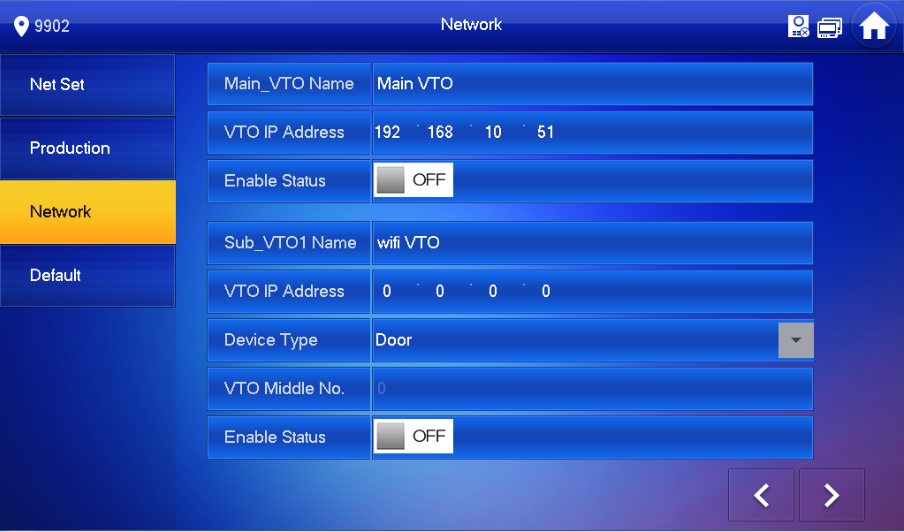 9902 Network
Net Set
Production
Network
Default
Main_VTO Name Main VTO
VTO IP Address 192 . 168 . 10 . 51
Enable Status OFF
Sub_VTO1 Name wifi VTO
VTO IP Address 0 . 0 . 0 . 0
Device Type Door
VTO Middle No. 0
Enable Status OFF